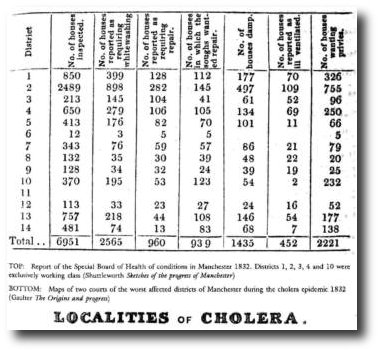 District
No. of houses
inspected.
No. of houses
reported as
requiring
whitewashing
No. of houses
reported as
requiring
repair.
No. of houses
in which the
soughs want-
ed repair.
No. of
houses damp.
No. of houses
reported as
ill ventilated.
No. of houses
wanting
privies.
1 850 399 128 112 177 70 326
2 2489 898 282 145 497 109 755
3 213 145 104 41 61 52 96
4 650 279 106 105 134 69 250
5 413 176 82 70 101 11 66
6 12 3 5 5 5
7 343 76 59 57 86 21 79
8 132 35 30 39 48 22 20
9 128 34 32 24 39 19 25
10 370 195 53 123 54 2 232
12 113 33 23 27 24 16 52
13 757 218 44 108 146 54 177
14 481 74 13 83 68 7 138
Total .. 6951 2565 960 939 1435 452 2221
TOP: Report of the Special Board of Health of conditions in Manchester 1832. Districts 1, 2, 3, 4 and 10 were
exclusively working class (Shuttleworth Sketches of the progress of Manchester)
BOTTOM: Maps of two courts of the worst affected districts of Manchester during the cholera epidemic 1832
(Gaulter The Origins and progress)
LOCALITIES OF CHOLERA.